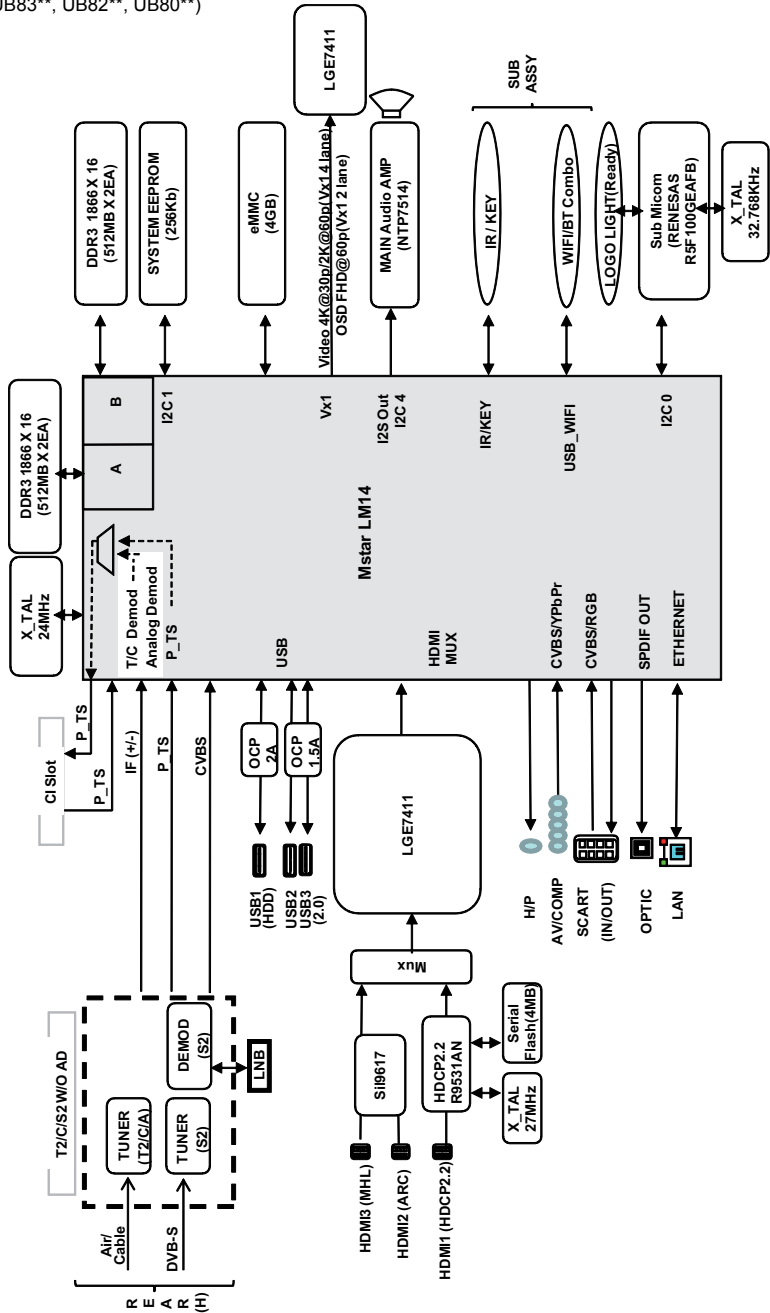 UB83**, UB82**, UB80**)
R
E
A
R
(H)
Air/
Cable
DVB-S
T2/C/S2 W/O AD
TUNER
(T2/C/A)
TUNER
(S2)
DEMOD
(S2)
LNB
CI Slot
P_TS
P_TS
IF (+/-)
P_TS
CVBS
X_TAL
24MHz
DDR3 1866 X 16
(512MB X 2EA)
T/C Demod
Analog Demod
P_TS
A
B
DDR3 1866 X 16
(512MB X 2EA)
I2C 1
SYSTEM EEPROM
(256Kb)
eMMC
(4GB)
USB1
(HDD)
USB2
USB3
(2.0)
OCP
2A
OCP
1.5A
USB
Mstar LM14
Vx1
Video 4K@30p/2K@60p(Vx1 4 lane)
OSD FHD@60p(Vx1 2 lane)
LGE7411
I2S Out
I2C 4
MAIN Audio AMP
(NTP7514)
HDMI3 (MHL)
HDMI2 (ARC)
HDMI1 (HDCP2.2)
SiI9617
HDCP2.2
R9531AN
X_TAL
27MHz
Serial
Flash(4MB)
Mux
LGE7411
HDMI
MUX
IR/KEY
IR / KEY
SUB
ASSY
USB_WIFI
WIFI/BT Combo
LOGO LIGHT(Ready)
I2C 0
Sub Micom
(RENESAS
R5F100GEAFB)
X_TAL
32.768KHz
H/P
AV/COMP
SCART
(IN/OUT)
OPTIC
LAN
CVBS/YPbPr
CVBS/RGB
SPDIF OUT
ETHERNET